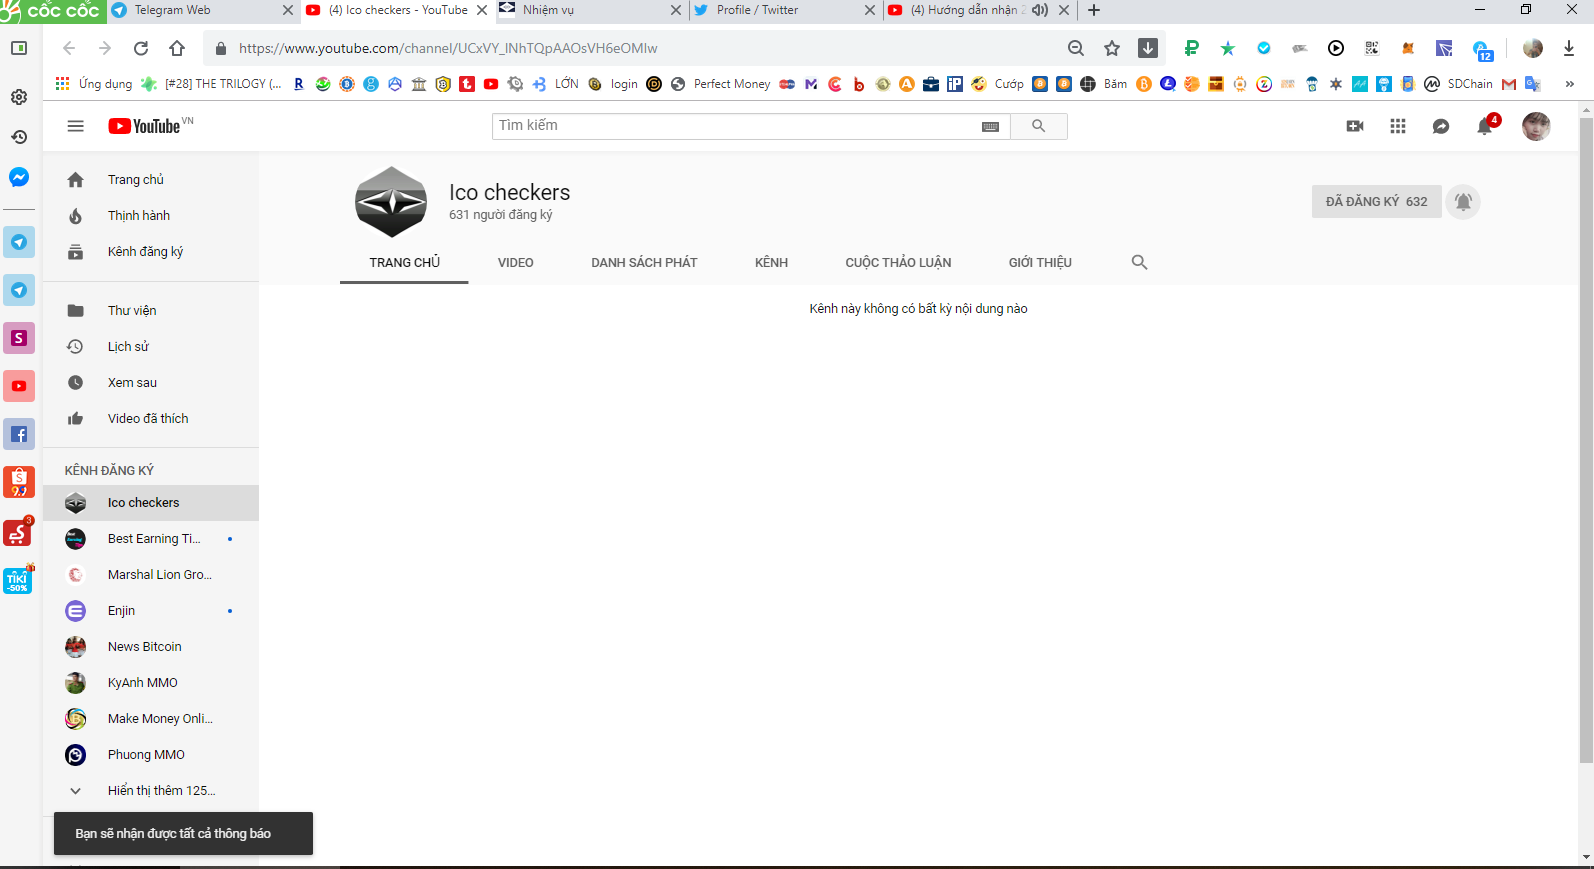 cốc cốc
Telegram Web
(4) Ico checkers - YouTube
Nhiệm vụ
Profile / Twitter
(4) Hướng dẫn nhận
https://www.youtube.com/channel/UCxVY_INhTQpAAOsVH6eOMIw
12
Ứng dụng
[#28] THE TRILOGY (...
LỚN
login
Perfect Money
Cướp
Băm
SDChain
YouTube VN
Tìm kiếm
4
Trang chủ
Thịnh hành
Kênh đăng ký
Thư viện
Lịch sử
Xem sau
Video đã thích
KÊNH ĐĂNG KÝ
Ico checkers
Best Earning Ti...
Marshal Lion Gro...
Enjin
News Bitcoin
KyAnh MMO
Make Money Onli...
Phuong MMO
Hiển thị thêm 125...
Ico checkers
631 người đăng ký
ĐÃ ĐĂNG KÝ 632
TRANG CHỦ
VIDEO
DANH SÁCH PHÁT
KÊNH
CUỘC THẢO LUẬN
GIỚI THIỆU
Kênh này không có bất kỳ nội dung nào
S
9.9
3
TIKI
-50%
Bạn sẽ nhận được tất cả thông báo